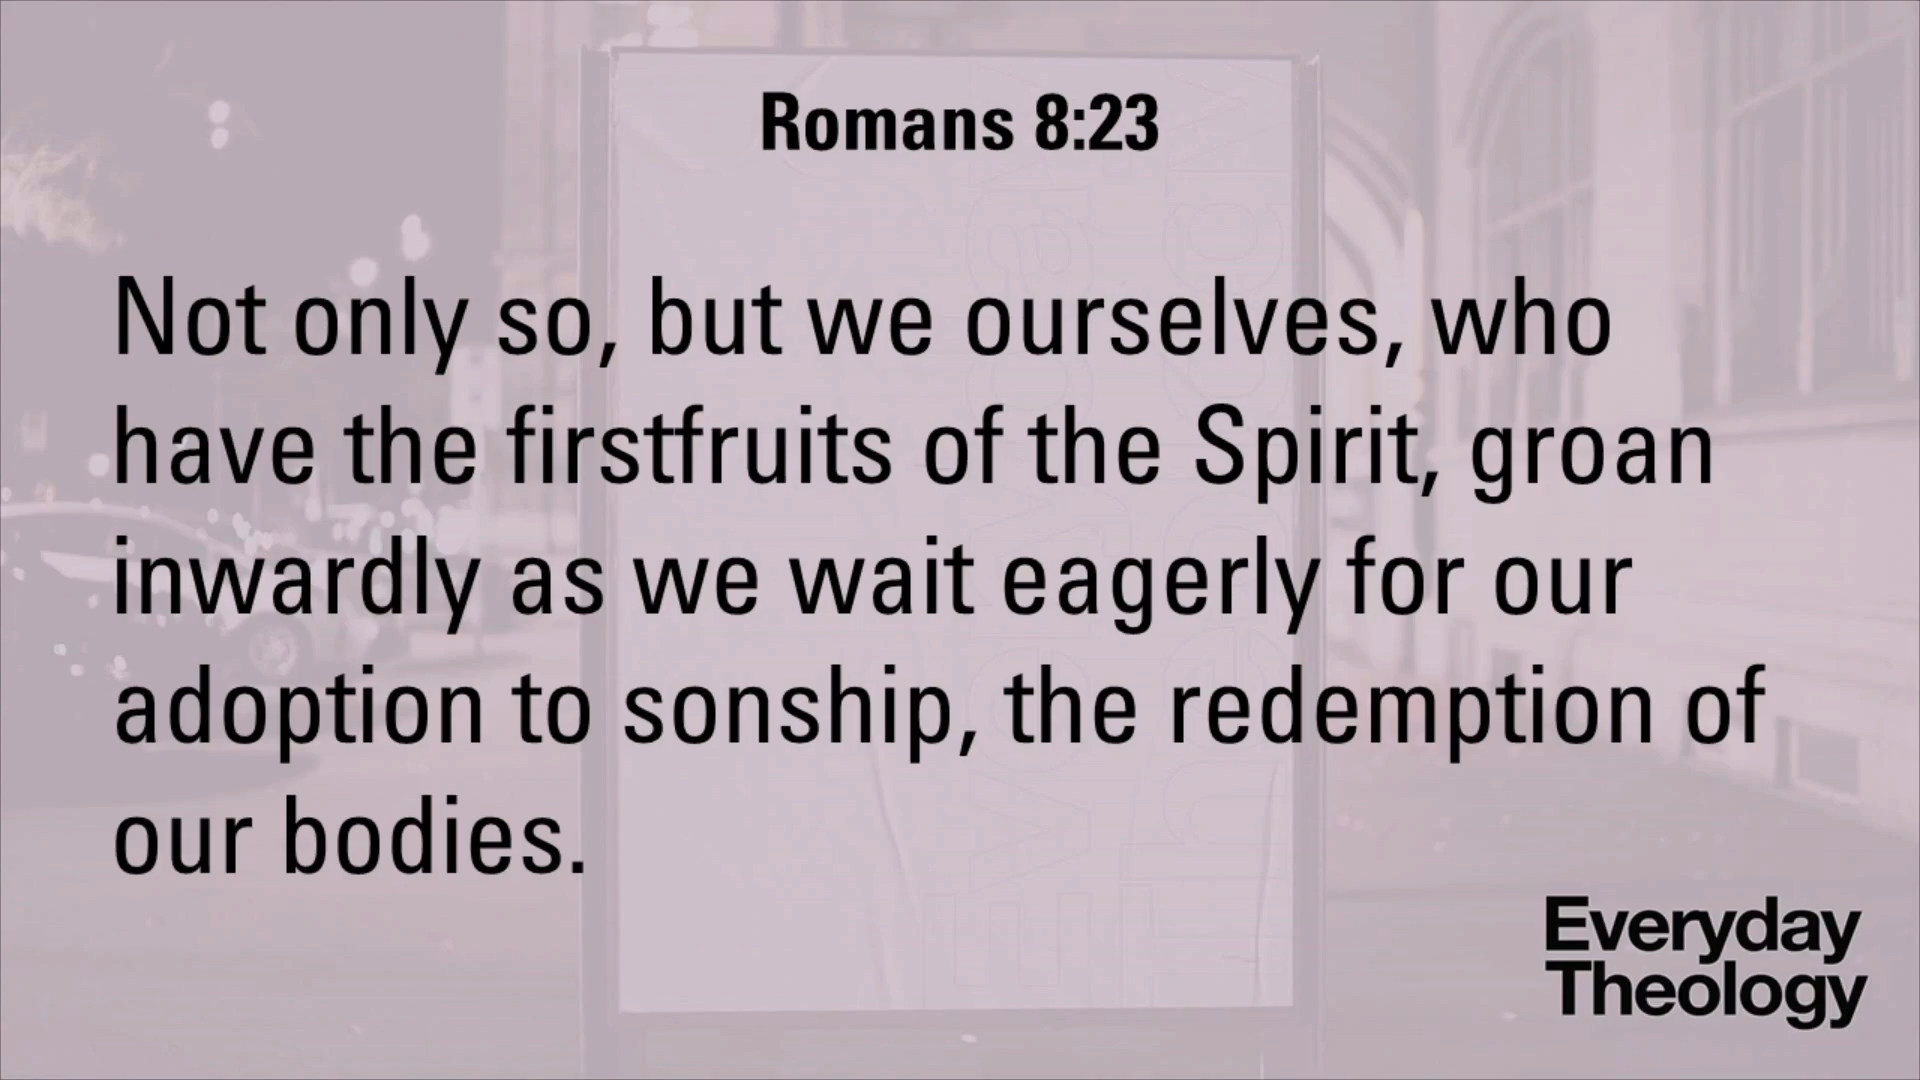 Romans 8:23
Not only so, but we ourselves, who
have the firstfruits of the Spirit, groan
inwardly as we wait eagerly for our
adoption to sonship, the redemption of
our bodies.
Everyday
Theology